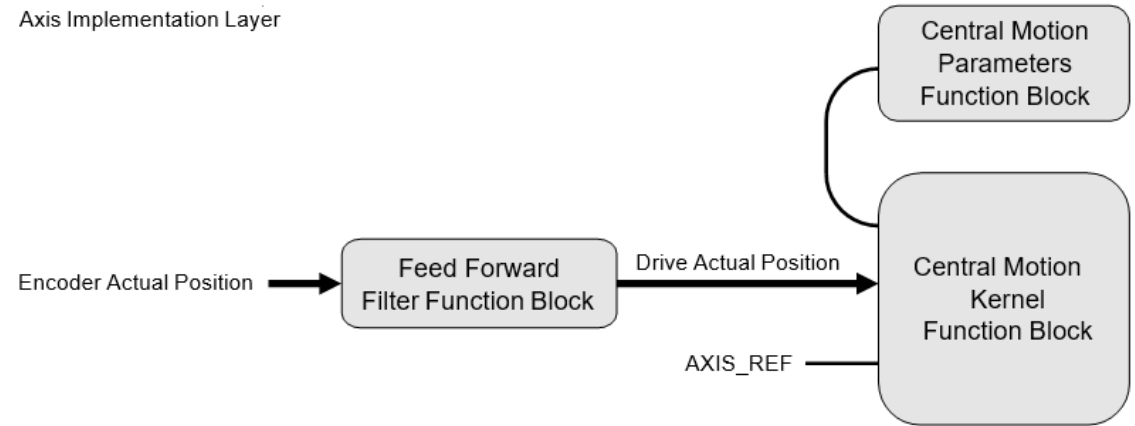 Axis Implementation Layer
Central Motion
Parameters
Function Block
Encoder Actual Position
Feed Forward
Filter Function Block
Drive Actual Position
Central Motion
Kernel
Function Block
AXIS_REF